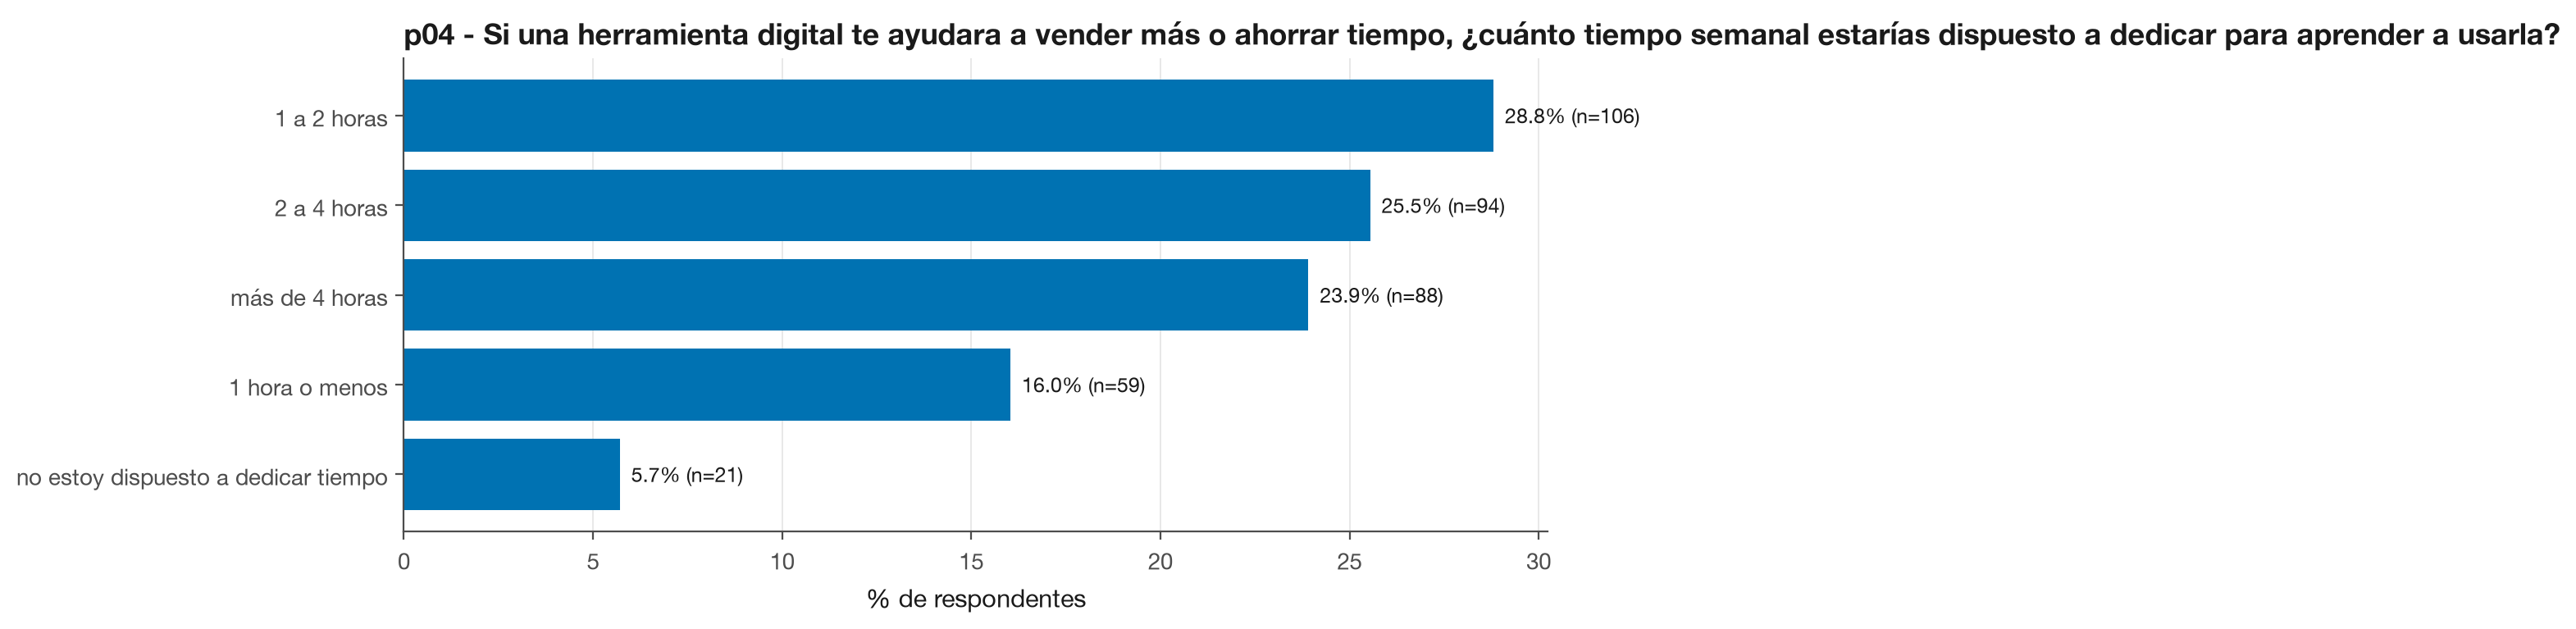 p04 - Si una herramienta digital te ayudara a vender más o ahorrar tiempo, ¿cuánto tiempo semanal estarías dispuesto a dedicar para aprender a usarla?
1 a 2 horas
28.8% (n=106)
2 a 4 horas
25.5% (n=94)
más de 4 horas
23.9% (n=88)
1 hora o menos
16.0% (n=59)
no estoy dispuesto a dedicar tiempo
5.7% (n=21)
0 5 10 15 20 25 30
% de respondentes